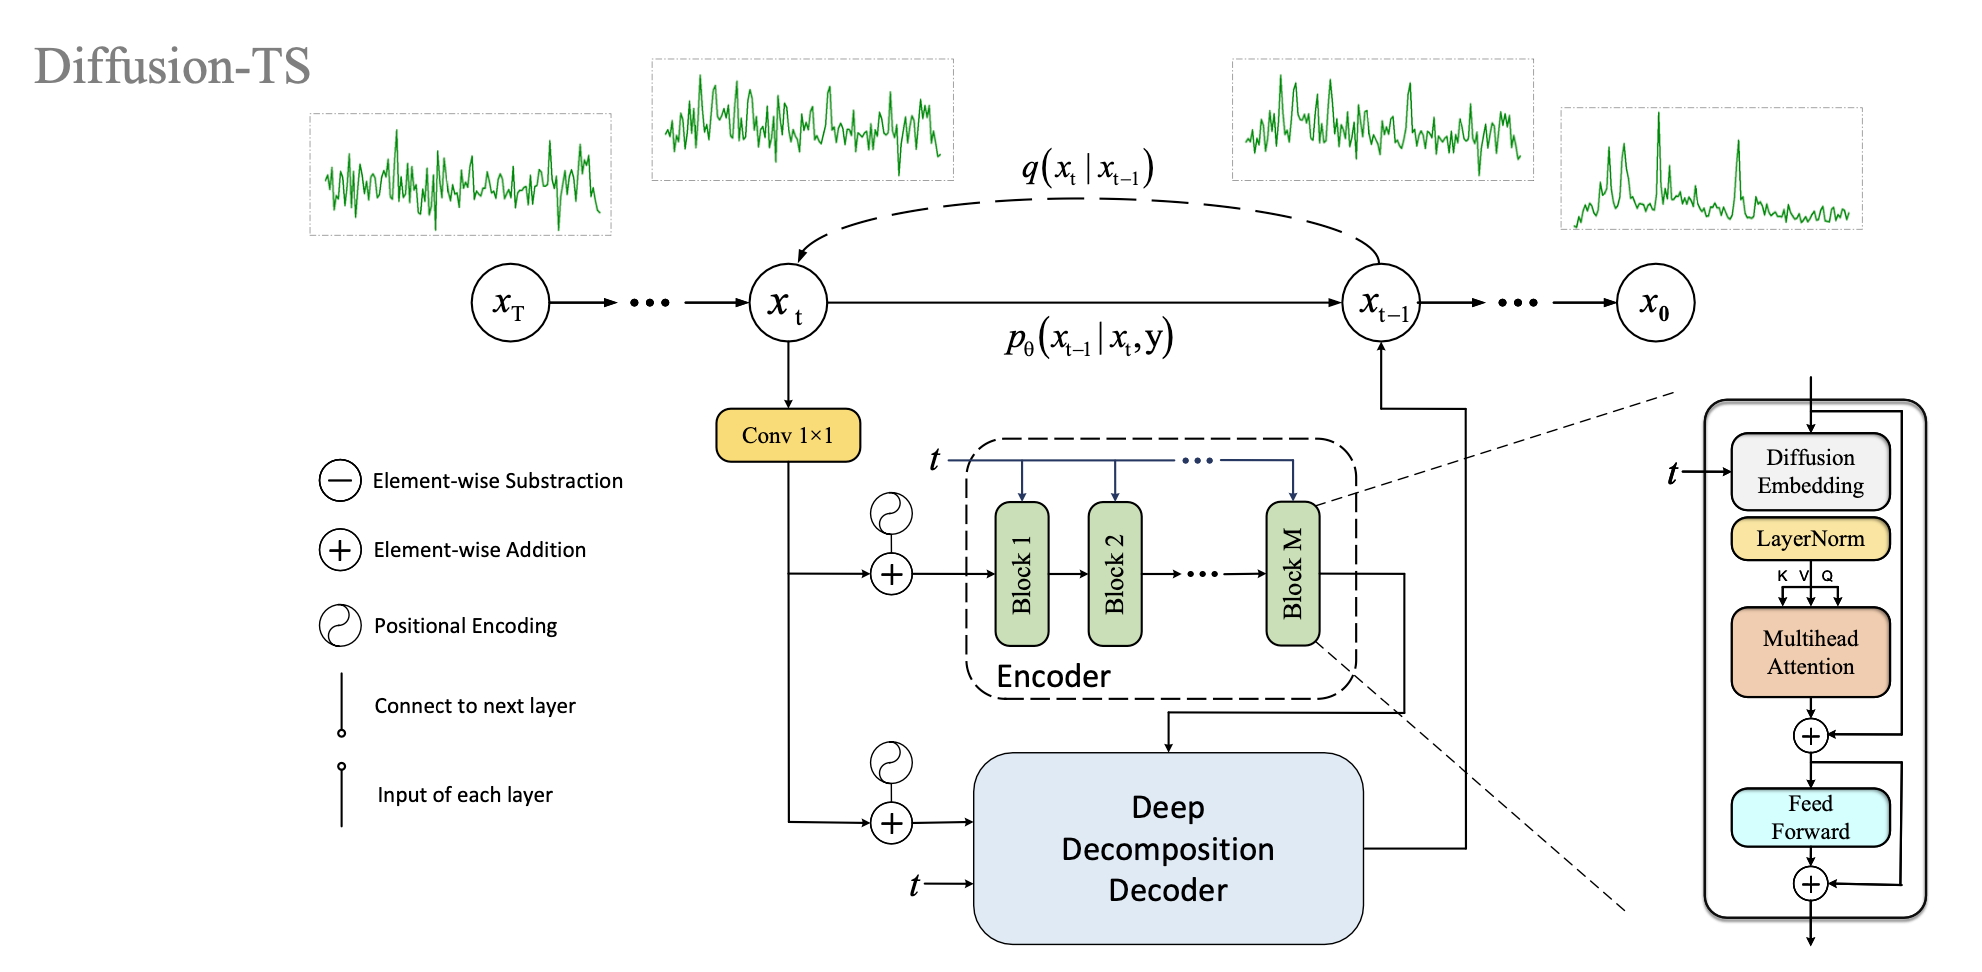 Diffusion-TS
q(x_t | x_{t−1})
x_T
x_t
x_{t−1}
x_0
p_θ(x_{t−1} | x_t, y)
Conv 1×1
t
Block 1
Block 2
Block M
Encoder
Deep
Decomposition
Decoder
t
Element-wise Substraction
Element-wise Addition
Positional Encoding
Connect to next layer
Input of each layer
t
Diffusion
Embedding
LayerNorm
K V Q
Multihead
Attention
Feed
Forward